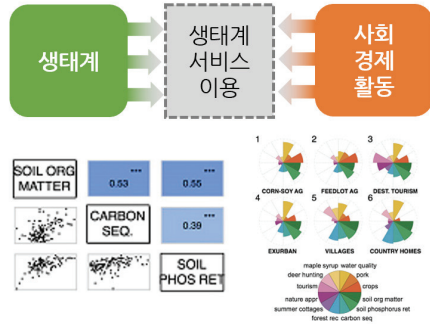 생태계
생태계
서비스
이용
사회
경제
활동
SOIL ORG
MATTER
***
0.53
***
0.55
CARBON
SEQ.
***
0.39
SOIL
PHOS RET
1
2
3
CORN-SOY AG
FEEDLOT AG
DEST. TOURISM
4
5
6
EXURBAN
VILLAGES
COUNTRY HOMES
maple syrup water quality
deer hunting
pork
tourism
crops
nature appr
soil org matter
summer cottages
soil phosphorus ret
forest rec carbon seq